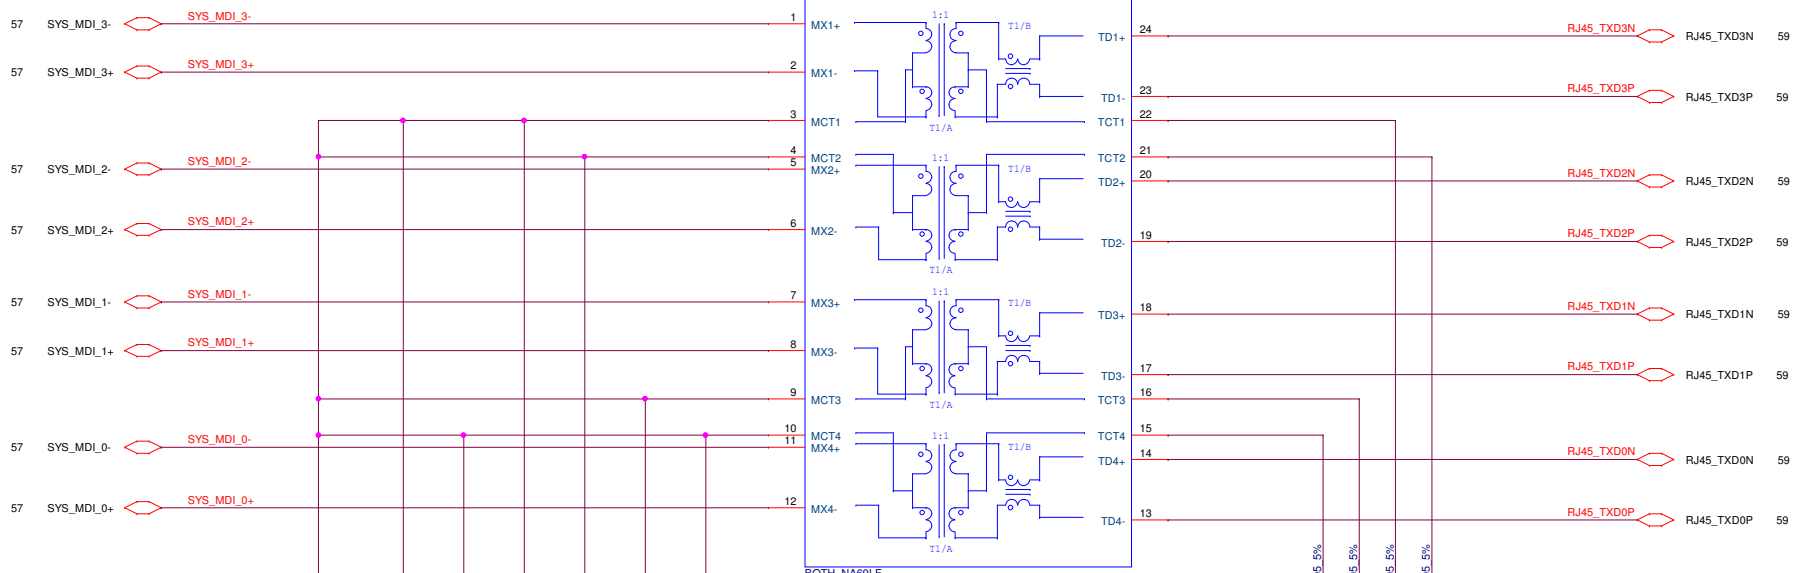 57 SYS_MDI_3- SYS_MDI_3- 1 MX1+ 1:1 T1/B TD1+ 24 RJ45_TXD3N RJ45_TXD3N 59
57 SYS_MDI_3+ SYS_MDI_3+ 2 MX1- TD1- 23 RJ45_TXD3P RJ45_TXD3P 59
3 MCT1 T1/A TCT1 22
4 MCT2 1:1 T1/B TCT2 21
57 SYS_MDI_2- SYS_MDI_2- 5 MX2+ TD2+ 20 RJ45_TXD2N RJ45_TXD2N 59
57 SYS_MDI_2+ SYS_MDI_2+ 6 MX2- TD2- 19 RJ45_TXD2P RJ45_TXD2P 59
T1/A
57 SYS_MDI_1- SYS_MDI_1- 7 MX3+ 1:1 T1/B TD3+ 18 RJ45_TXD1N RJ45_TXD1N 59
57 SYS_MDI_1+ SYS_MDI_1+ 8 MX3- TD3- 17 RJ45_TXD1P RJ45_TXD1P 59
9 MCT3 T1/A TCT3 16
10 MCT4 1:1 T1/B TCT4 15
57 SYS_MDI_0- SYS_MDI_0- 11 MX4+ TD4+ 14 RJ45_TXD0N RJ45_TXD0N 59
57 SYS_MDI_0+ SYS_MDI_0+ 12 MX4- TD4- 13 RJ45_TXD0P RJ45_TXD0P 59
T1/A
5%
5%
5%
5%